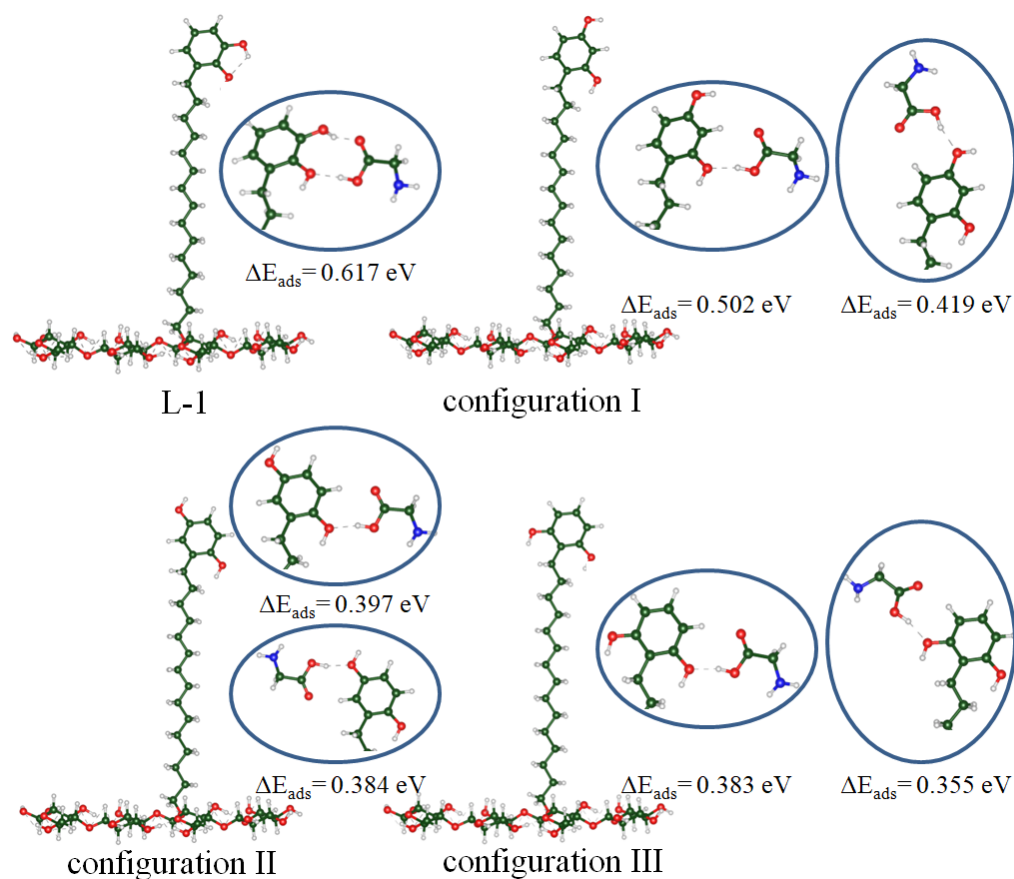 ΔEads= 0.617 eV
L-1
ΔEads= 0.502 eV
ΔEads= 0.419 eV
configuration I
ΔEads= 0.397 eV
ΔEads= 0.384 eV
configuration II
ΔEads= 0.383 eV
ΔEads= 0.355 eV
configuration III